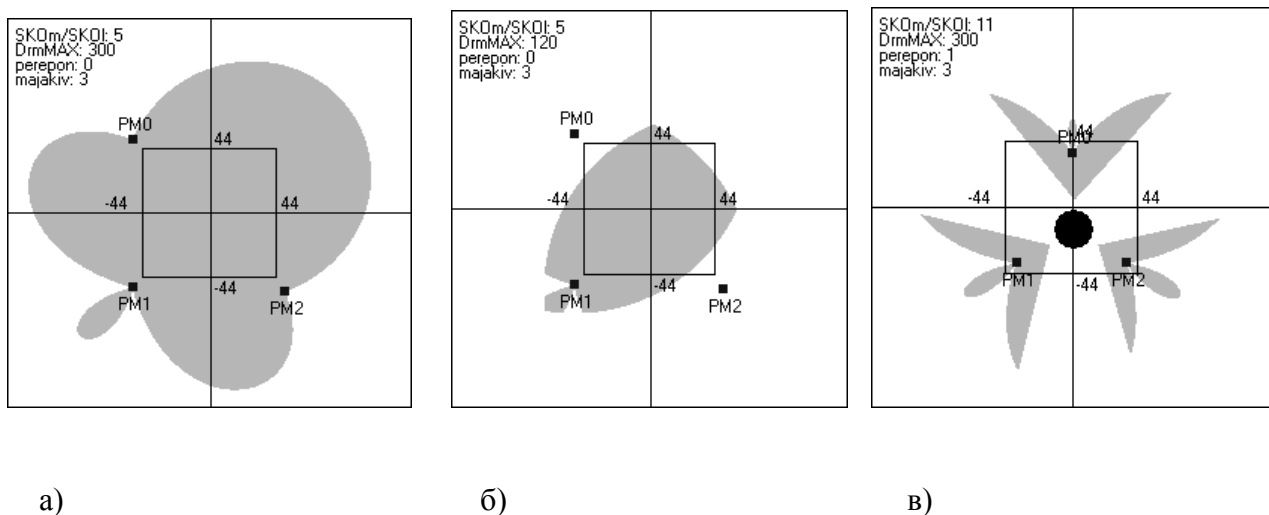 SKOm/SKOl: 5
DrmMAX: 300
perepon: 0
majakiv: 3
PM0
44
-44
44
-44
PM1
PM2
а)
SKOm/SKOl: 5
DrmMAX: 120
perepon: 0
majakiv: 3
PM0
44
-44
44
-44
PM1
PM2
б)
SKOm/SKOl: 11
DrmMAX: 300
perepon: 1
majakiv: 3
44
PM0
-44
44
PM1
PM2
-44
в)